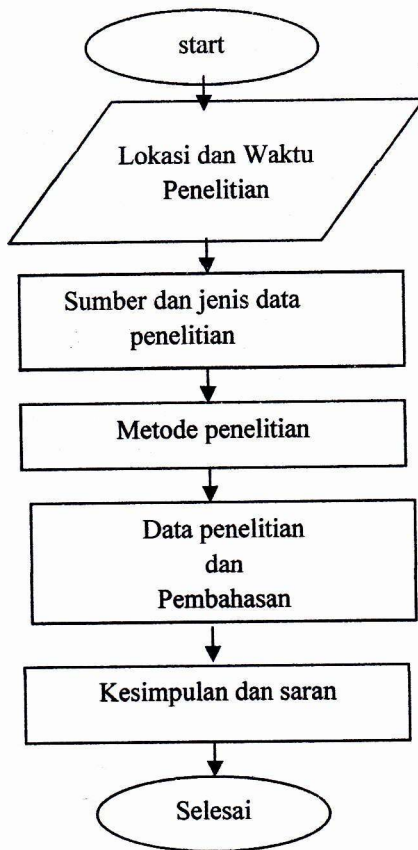 start
Lokasi dan Waktu
Penelitian
Sumber dan jenis data
penelitian
Metode penelitian
Data penelitian
dan
Pembahasan
Kesimpulan dan saran
Selesai